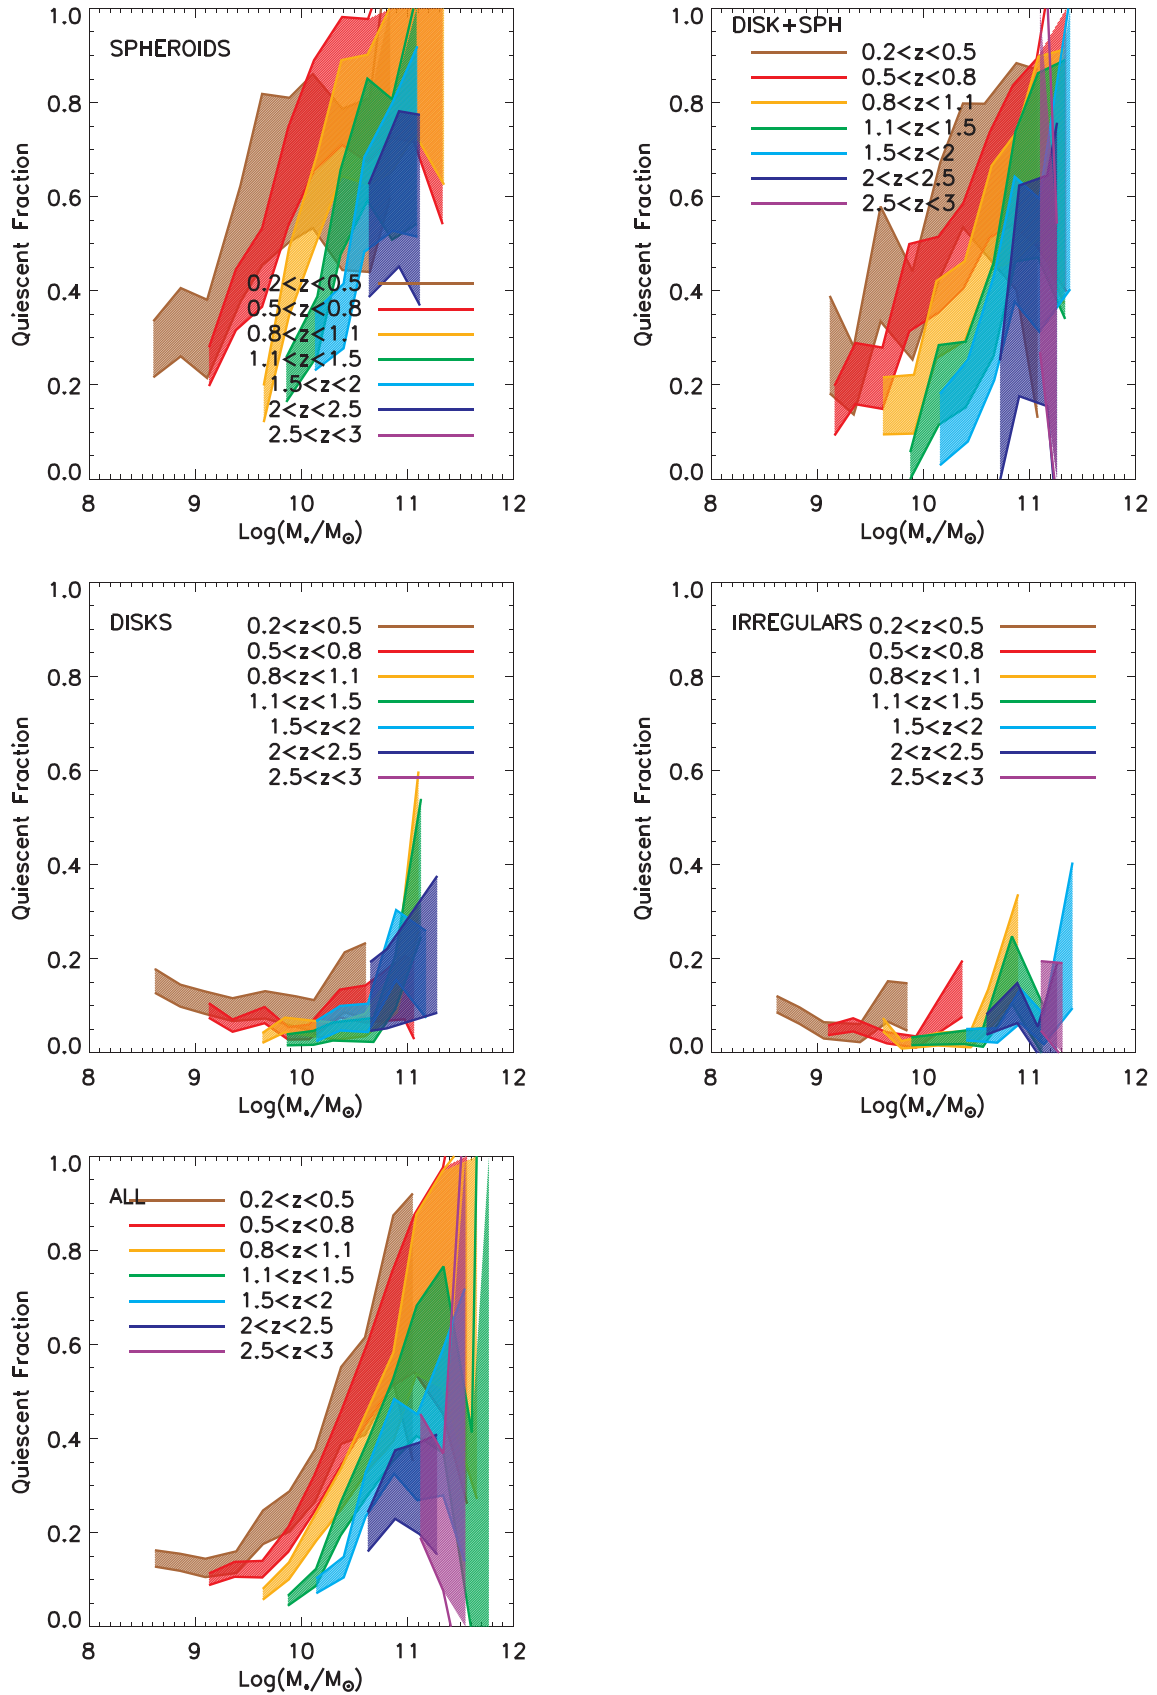 SPHEROIDS
1.0
0.8
0.6
0.4
0.2
0.0
Quiescent Fraction
0.2<z<0.5
0.5<z<0.8
0.8<z<1.1
1.1<z<1.5
1.5<z<2
2<z<2.5
2.5<z<3
8 9 10 11 12
Log(M*/M⊙)
DISK+SPH
1.0
0.8
0.6
0.4
0.2
0.0
Quiescent Fraction
0.2<z<0.5
0.5<z<0.8
0.8<z<1.1
1.1<z<1.5
1.5<z<2
2<z<2.5
2.5<z<3
8 9 10 11 12
Log(M*/M⊙)
DISKS
1.0
0.8
0.6
0.4
0.2
0.0
Quiescent Fraction
0.2<z<0.5
0.5<z<0.8
0.8<z<1.1
1.1<z<1.5
1.5<z<2
2<z<2.5
2.5<z<3
8 9 10 11 12
Log(M*/M⊙)
IRREGULARS
1.0
0.8
0.6
0.4
0.2
0.0
Quiescent Fraction
0.2<z<0.5
0.5<z<0.8
0.8<z<1.1
1.1<z<1.5
1.5<z<2
2<z<2.5
2.5<z<3
8 9 10 11 12
Log(M*/M⊙)
ALL
1.0
0.8
0.6
0.4
0.2
0.0
Quiescent Fraction
0.2<z<0.5
0.5<z<0.8
0.8<z<1.1
1.1<z<1.5
1.5<z<2
2<z<2.5
2.5<z<3
8 9 10 11 12
Log(M*/M⊙)